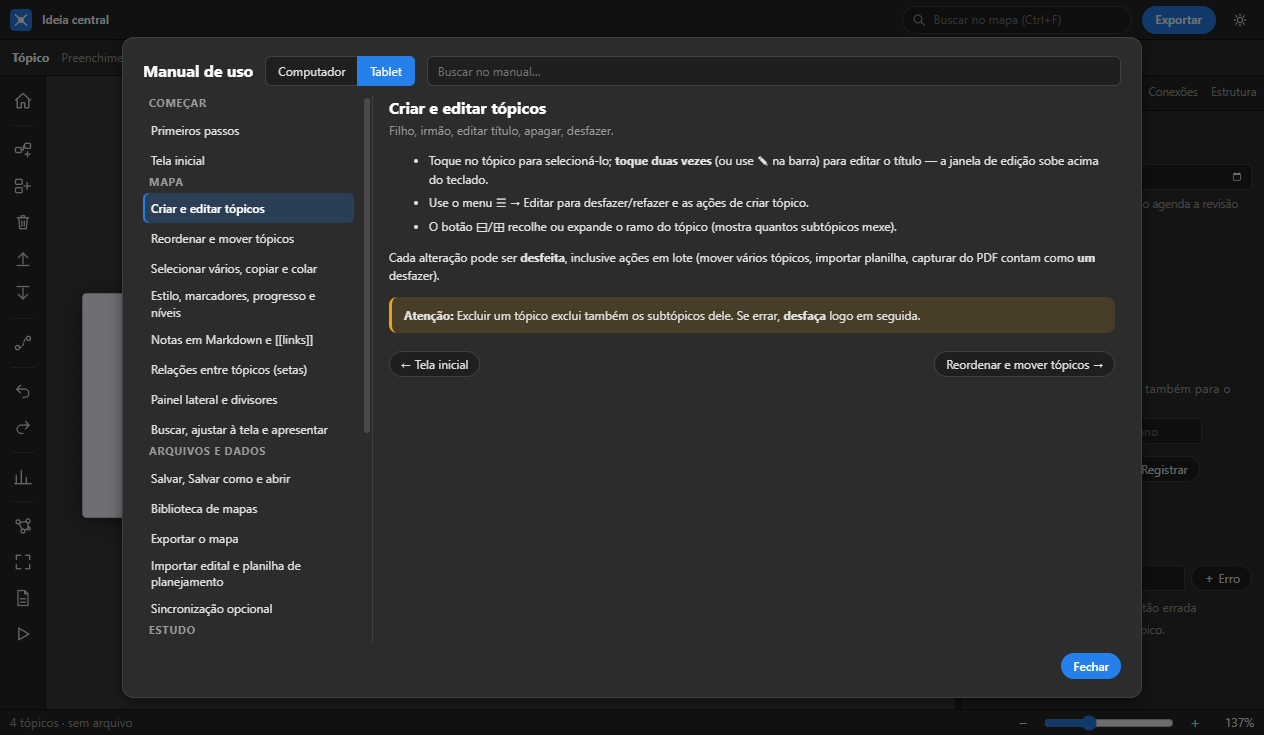 Ideia central
Buscar no mapa (Ctrl+F)
Exportar
Tópico
Conexões
Estrutura
Manual de uso
Computador
Tablet
Buscar no manual...
COMEÇAR
Primeiros passos
Tela inicial
MAPA
Criar e editar tópicos
Reordenar e mover tópicos
Selecionar vários, copiar e colar
Estilo, marcadores, progresso e
níveis
Notas em Markdown e [[links]]
Relações entre tópicos (setas)
Painel lateral e divisores
Buscar, ajustar à tela e apresentar
ARQUIVOS E DADOS
Salvar, Salvar como e abrir
Biblioteca de mapas
Exportar o mapa
Importar edital e planilha de
planejamento
Sincronização opcional
ESTUDO
Criar e editar tópicos
Filho, irmão, editar título, apagar, desfazer.
• Toque no tópico para selecioná-lo; toque duas vezes (ou use ✎ na barra) para editar o título — a janela de edição sobe acima
do teclado.
• Use o menu ☰ → Editar para desfazer/refazer e as ações de criar tópico.
• O botão ⊟/⊞ recolhe ou expande o ramo do tópico (mostra quantos subtópicos mexe).
Cada alteração pode ser desfeita, inclusive ações em lote (mover vários tópicos, importar planilha, capturar do PDF contam como um
desfazer).
Atenção: Excluir um tópico exclui também os subtópicos dele. Se errar, desfaça logo em seguida.
← Tela inicial
Reordenar e mover tópicos →
Fechar
o agenda a revisão
também para o
Registrar
+ Erro
errada
4 tópicos · sem arquivo
− + 137%